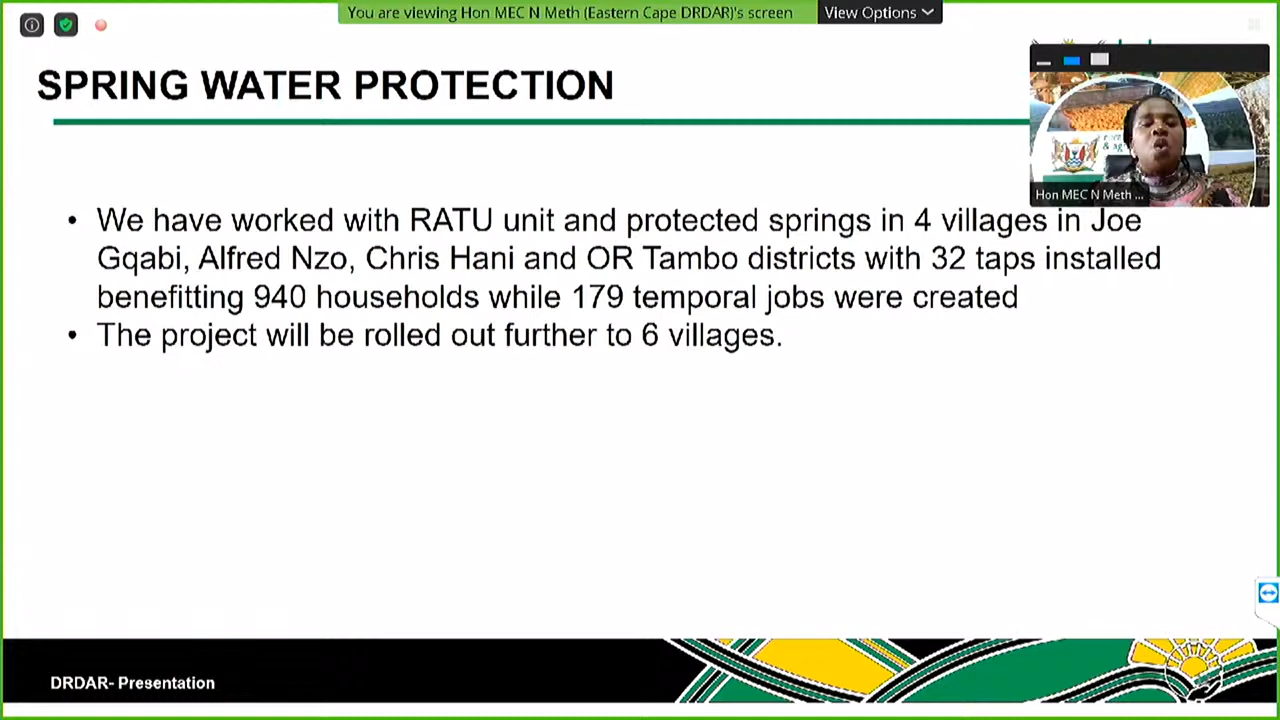 You are viewing Hon MEC N Meth (Eastern Cape DRDAR)'s screen
View Options
SPRING WATER PROTECTION
Hon MEC N Meth ...
• We have worked with RATU unit and protected springs in 4 villages in Joe
Gqabi, Alfred Nzo, Chris Hani and OR Tambo districts with 32 taps installed
benefitting 940 households while 179 temporal jobs were created
• The project will be rolled out further to 6 villages.
DRDAR- Presentation